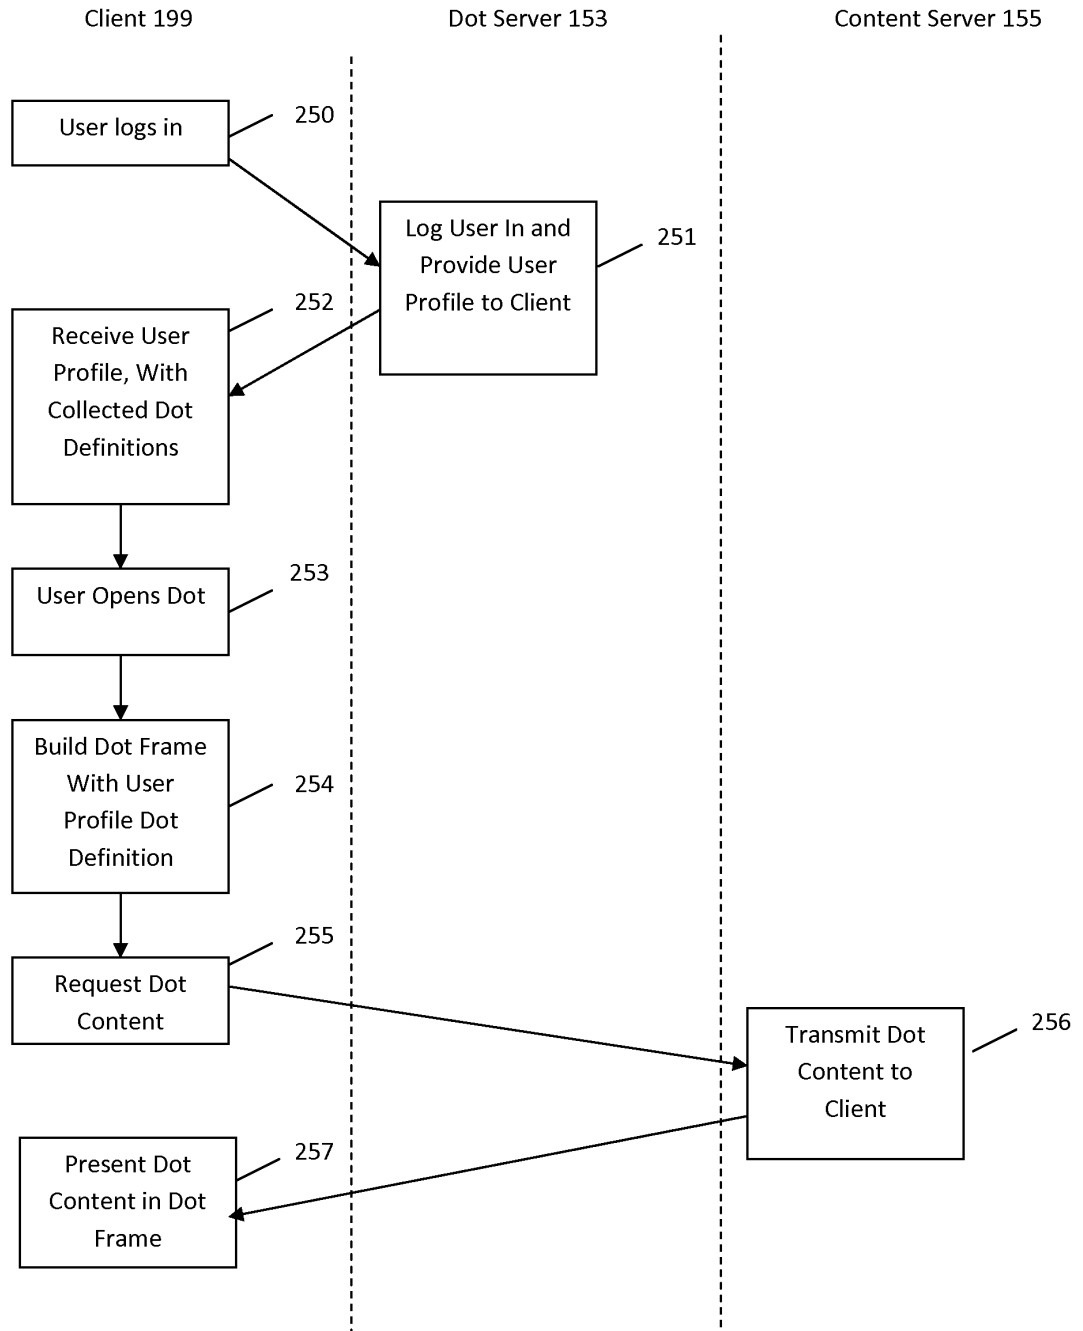 Client 199
Dot Server 153
Content Server 155
User logs in
250
Log User In and
Provide User
Profile to Client
251
252
Receive User
Profile, With
Collected Dot
Definitions
253
User Opens Dot
Build Dot Frame
With User
Profile Dot
Definition
254
255
Request Dot
Content
Transmit Dot
Content to
Client
256
257
Present Dot
Content in Dot
Frame